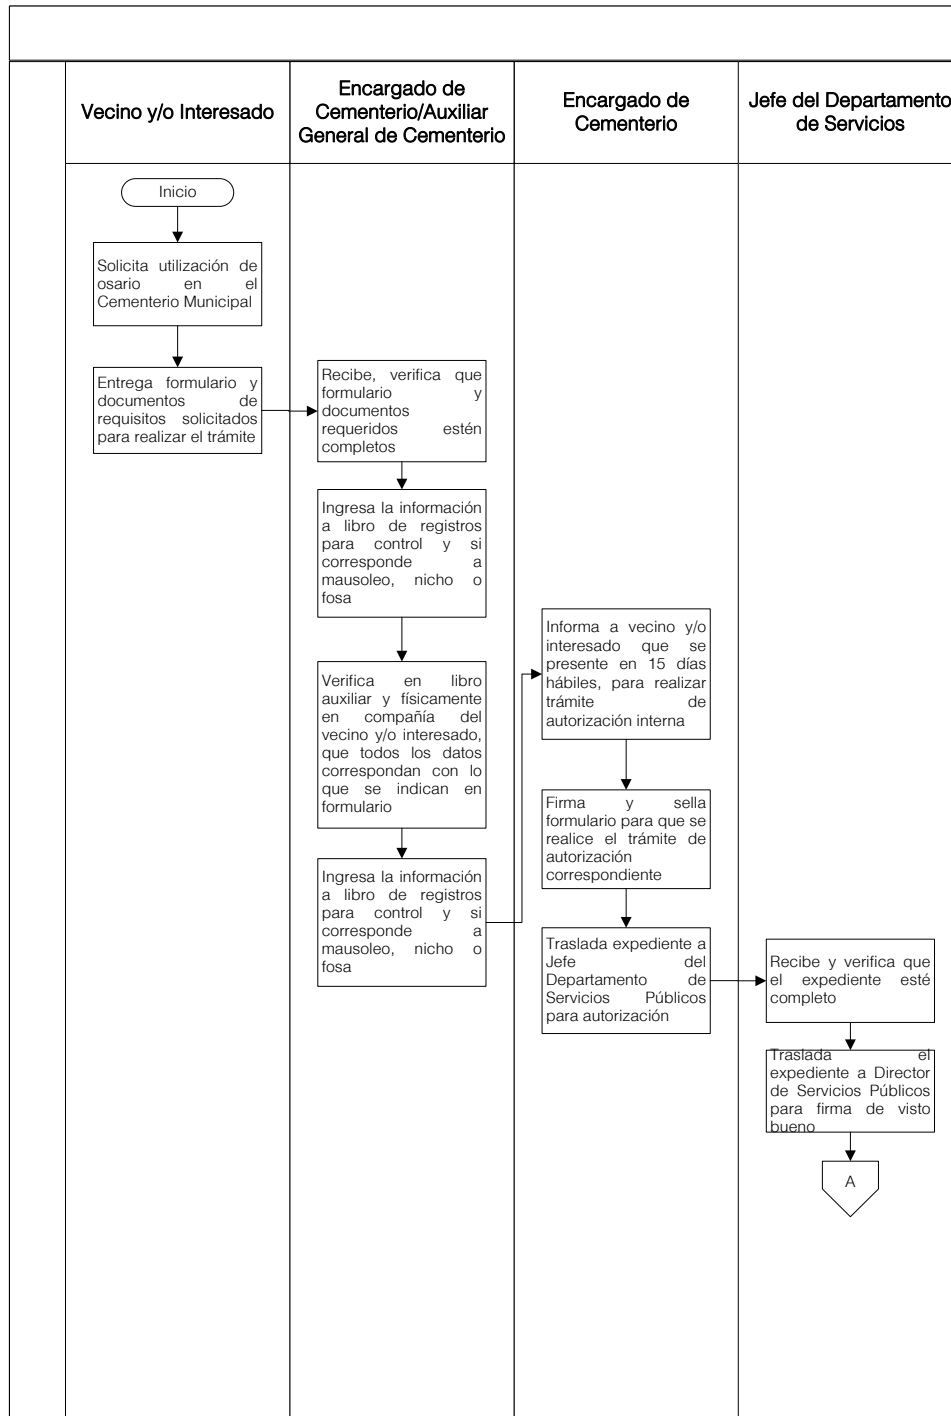 Vecino y/o Interesado
Encargado de
Cementerio/Auxiliar
General de Cementerio
Encargado de
Cementerio
Jefe del Departamento
de Servicios
Inicio
Solicita utilización de
osario en el
Cementerio Municipal
Entrega formulario y
documentos de
requisitos solicitados
para realizar el trámite
Recibe, verifica que
formulario y
documentos
requeridos estén
completos
Ingresa la información
a libro de registros
para control y si
corresponde a
mausoleo, nicho o
fosa
Verifica en libro
auxiliar y físicamente
en compañía del
vecino y/o interesado,
que todos los datos
correspondan con lo
que se indican en
formulario
Ingresa la información
a libro de registros
para control y si
corresponde a
mausoleo, nicho o
fosa
Informa a vecino y/o
interesado que se
presente en 15 días
hábiles, para realizar
trámite de
autorización interna
Firma y sella
formulario para que se
realice el trámite de
autorización
correspondiente
Traslada expediente a
Jefe del
Departamento de
Servicios Públicos
para autorización
Recibe y verifica que
el expediente esté
completo
Traslada el
expediente a Director
de Servicios Públicos
para firma de visto
bueno
A